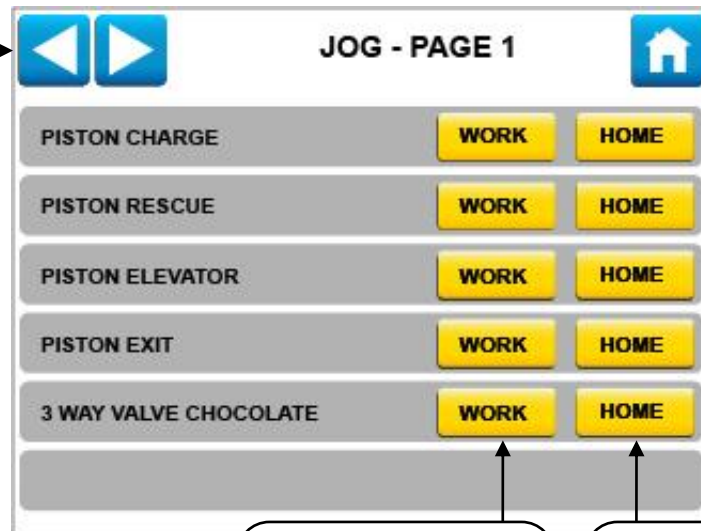 JOG - PAGE 1
PISTON CHARGE WORK HOME
PISTON RESCUE WORK HOME
PISTON ELEVATOR WORK HOME
PISTON EXIT WORK HOME
3 WAY VALVE CHOCOLATE WORK HOME